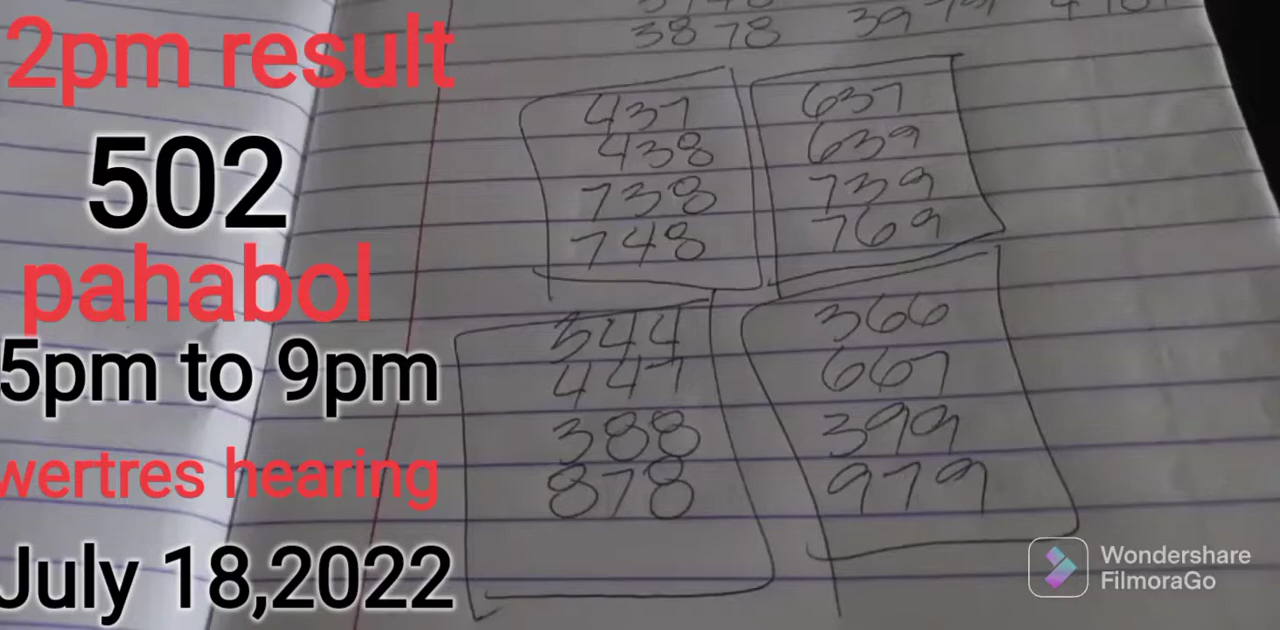 2pm result
502
pahabol
5pm to 9pm
wertres hearing
July 18,2022
3878
437
438
738
748
637
639
739
769
344
447
388
878
366
667
399
979
Wondershare
FilmoraGo